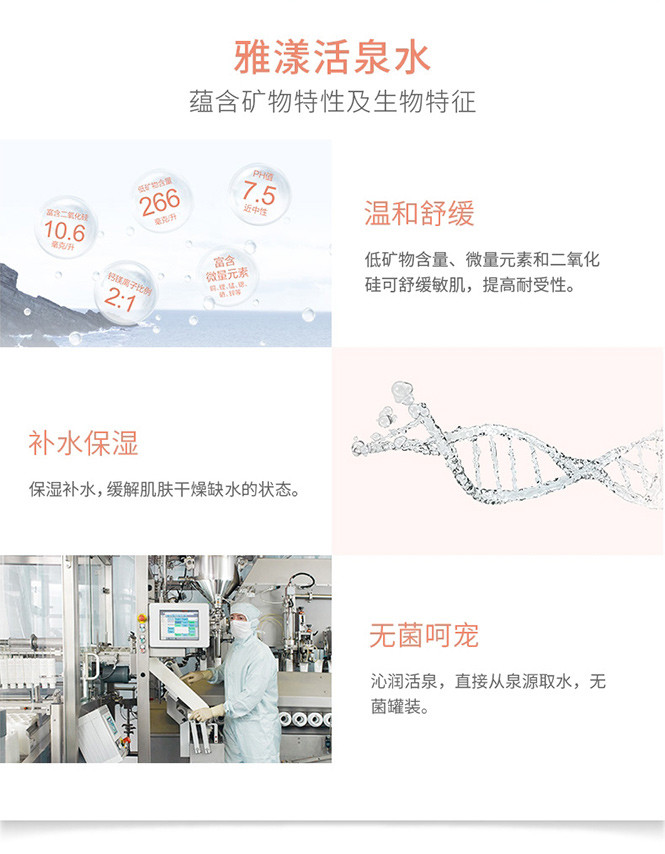 雅漾活泉水
蕴含矿物特性及生物特征
富含二氧化硅
10.6
毫克/升
低矿物含量
266
毫克/升
PH值
7.5
近中性
钙镁离子比例
2:1
富含
微量元素
温和舒缓
低矿物含量、微量元素和二氧化
硅可舒缓敏肌，提高耐受性。
补水保湿
保湿补水，缓解肌肤干燥缺水的状态。
无菌呵宠
沁润活泉，直接从泉源取水，无
菌罐装。